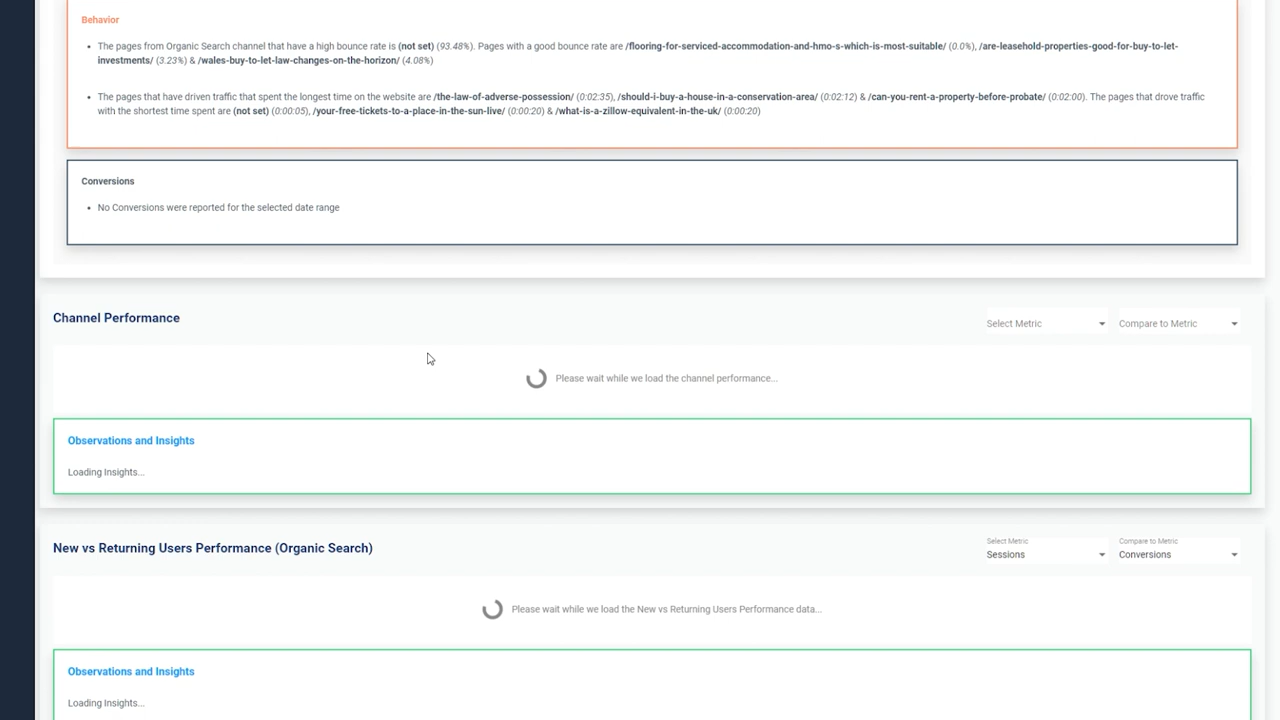 Behavior
• The pages from Organic Search channel that have a high bounce rate is (not set) (93.48%). Pages with a good bounce rate are /flooring-for-serviced-accommodation-and-hmo-s-which-is-most-suitable/ (0.0%), /are-leasehold-properties-good-for-buy-to-let-
investments/ (3.23%) & /wales-buy-to-let-law-changes-on-the-horizon/ (4.08%)
• The pages that have driven traffic that spent the longest time on the website are /the-law-of-adverse-possession/ (0:02:35), /should-i-buy-a-house-in-a-conservation-area/ (0:02:12) & /can-you-rent-a-property-before-probate/ (0:02:00). The pages that drove traffic
with the shortest time spent are (not set) (0:00:05), /your-free-tickets-to-a-place-in-the-sun-live/ (0:00:20) & /what-is-a-zillow-equivalent-in-the-uk/ (0:00:20)
Conversions
• No Conversions were reported for the selected date range
Channel Performance
Select Metric
Compare to Metric
Please wait while we load the channel performance...
Observations and Insights
Loading Insights...
New vs Returning Users Performance (Organic Search)
Select Metric
Sessions
Compare to Metric
Conversions
Please wait while we load the New vs Returning Users Performance data...
Observations and Insights
Loading Insights...